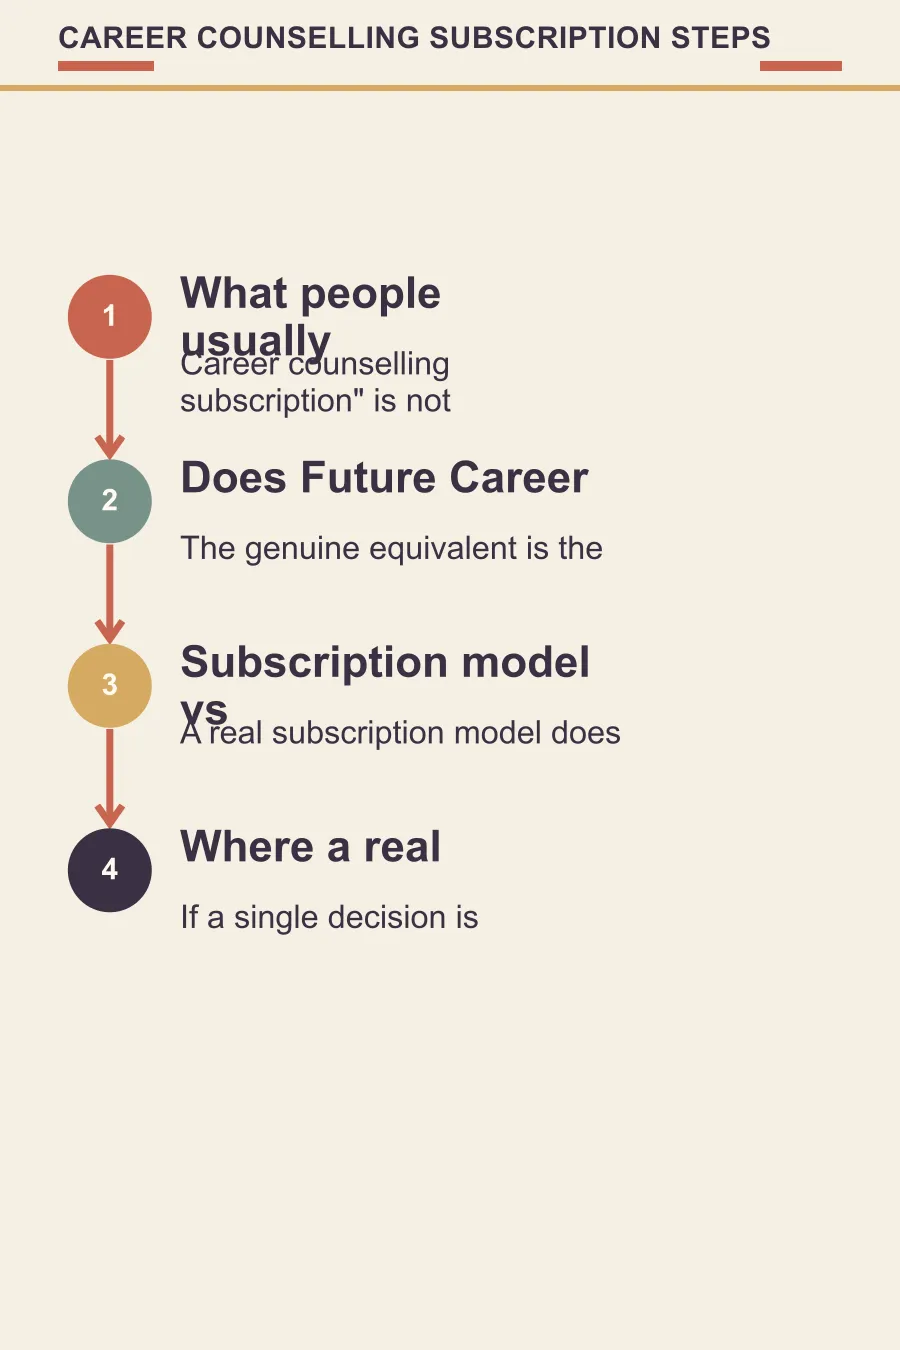 CAREER COUNSELLING SUBSCRIPTION STEPS
1
What people
usually
Career counselling
subscription" is not
2
Does Future Career
The genuine equivalent is the
3
Subscription model
vs
A real subscription model does
4
Where a real
If a single decision is